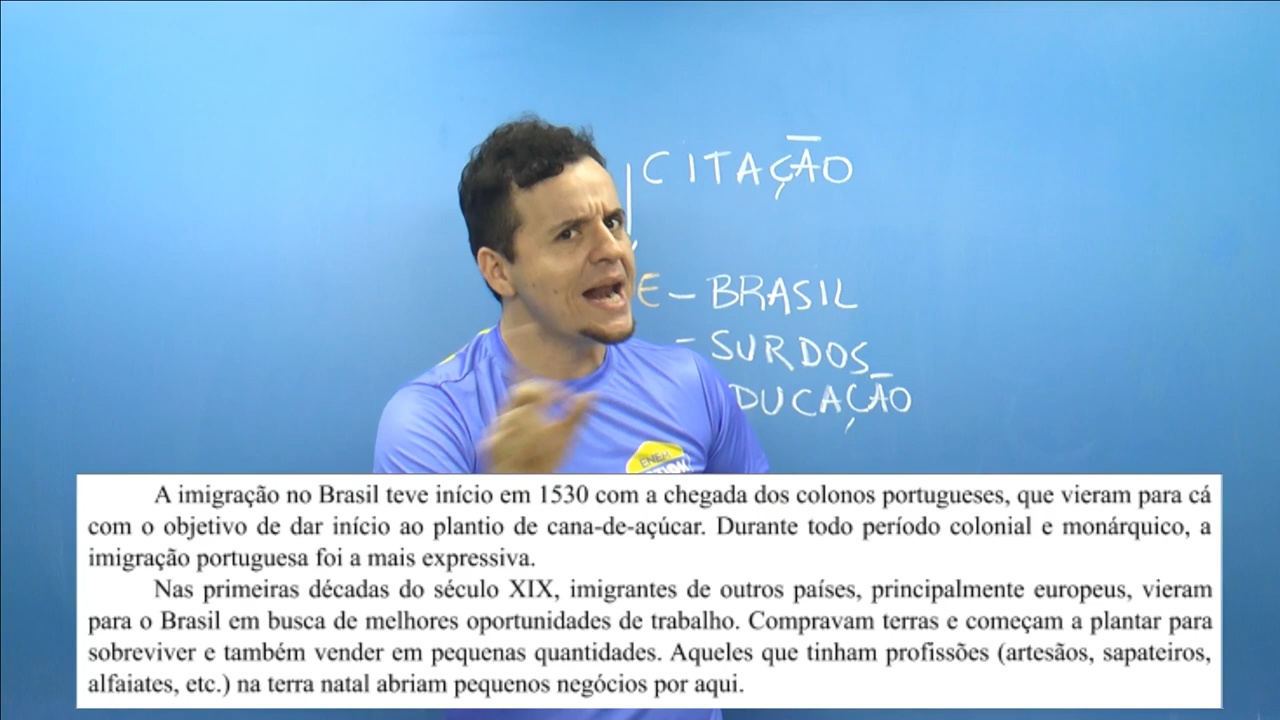 CITAÇÃO
E - BRASIL
- SURDOS
DUCAÇÃO
ENEM
A imigração no Brasil teve início em 1530 com a chegada dos colonos portugueses, que vieram para cá
com o objetivo de dar início ao plantio de cana-de-açúcar. Durante todo período colonial e monárquico, a
imigração portuguesa foi a mais expressiva.
Nas primeiras décadas do século XIX, imigrantes de outros países, principalmente europeus, vieram
para o Brasil em busca de melhores oportunidades de trabalho. Compravam terras e começam a plantar para
sobreviver e também vender em pequenas quantidades. Aqueles que tinham profissões (artesãos, sapateiros,
alfaiates, etc.) na terra natal abriam pequenos negócios por aqui.